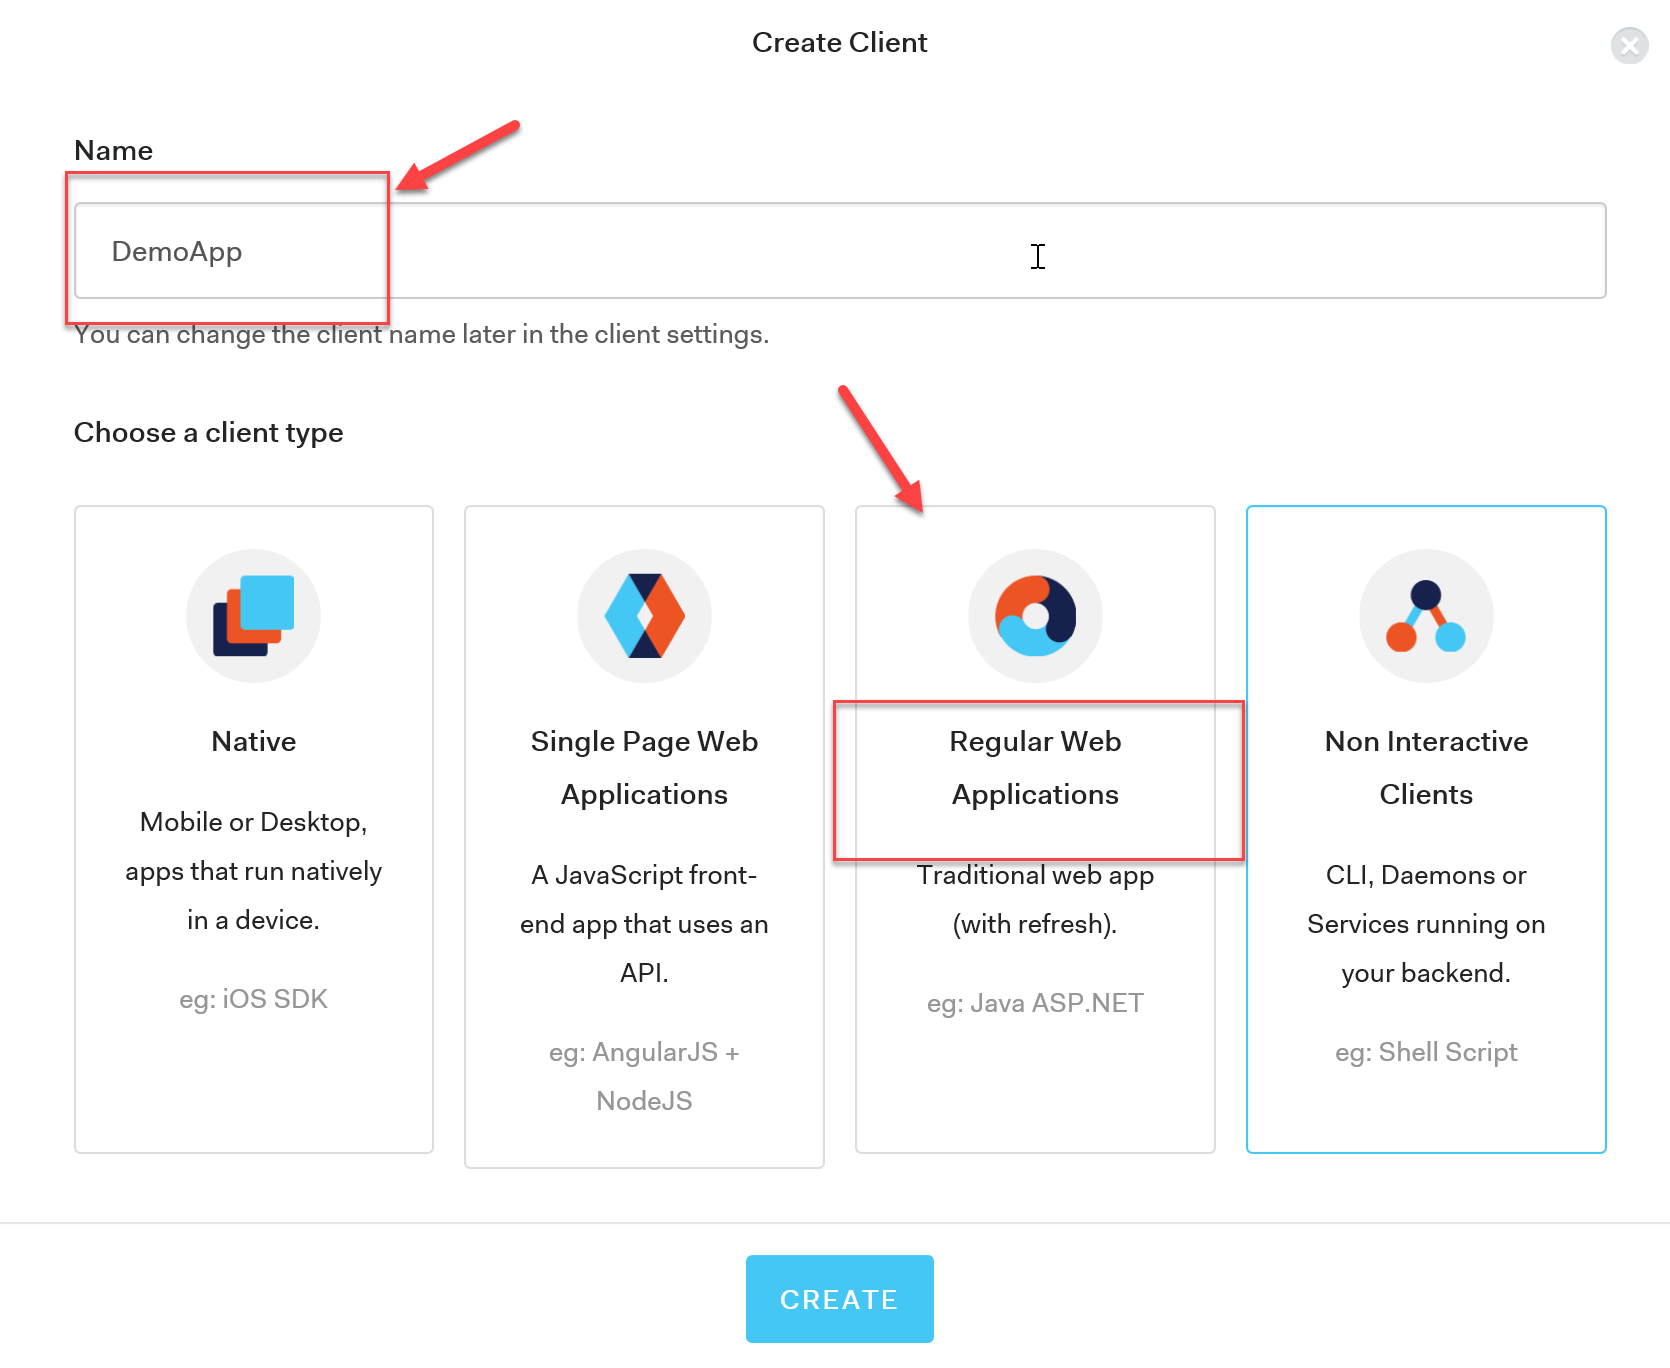 Create Client
Name
DemoApp
You can change the client name later in the client settings.
Choose a client type
Native
Mobile or Desktop,
apps that run natively
in a device.
eg: iOS SDK
Single Page Web
Applications
A JavaScript front-
end app that uses an
API.
eg: AngularJS +
NodeJS
Regular Web
Applications
Traditional web app
(with refresh).
eg: Java ASP.NET
Non Interactive
Clients
CLI, Daemons or
Services running on
your backend.
eg: Shell Script
CREATE